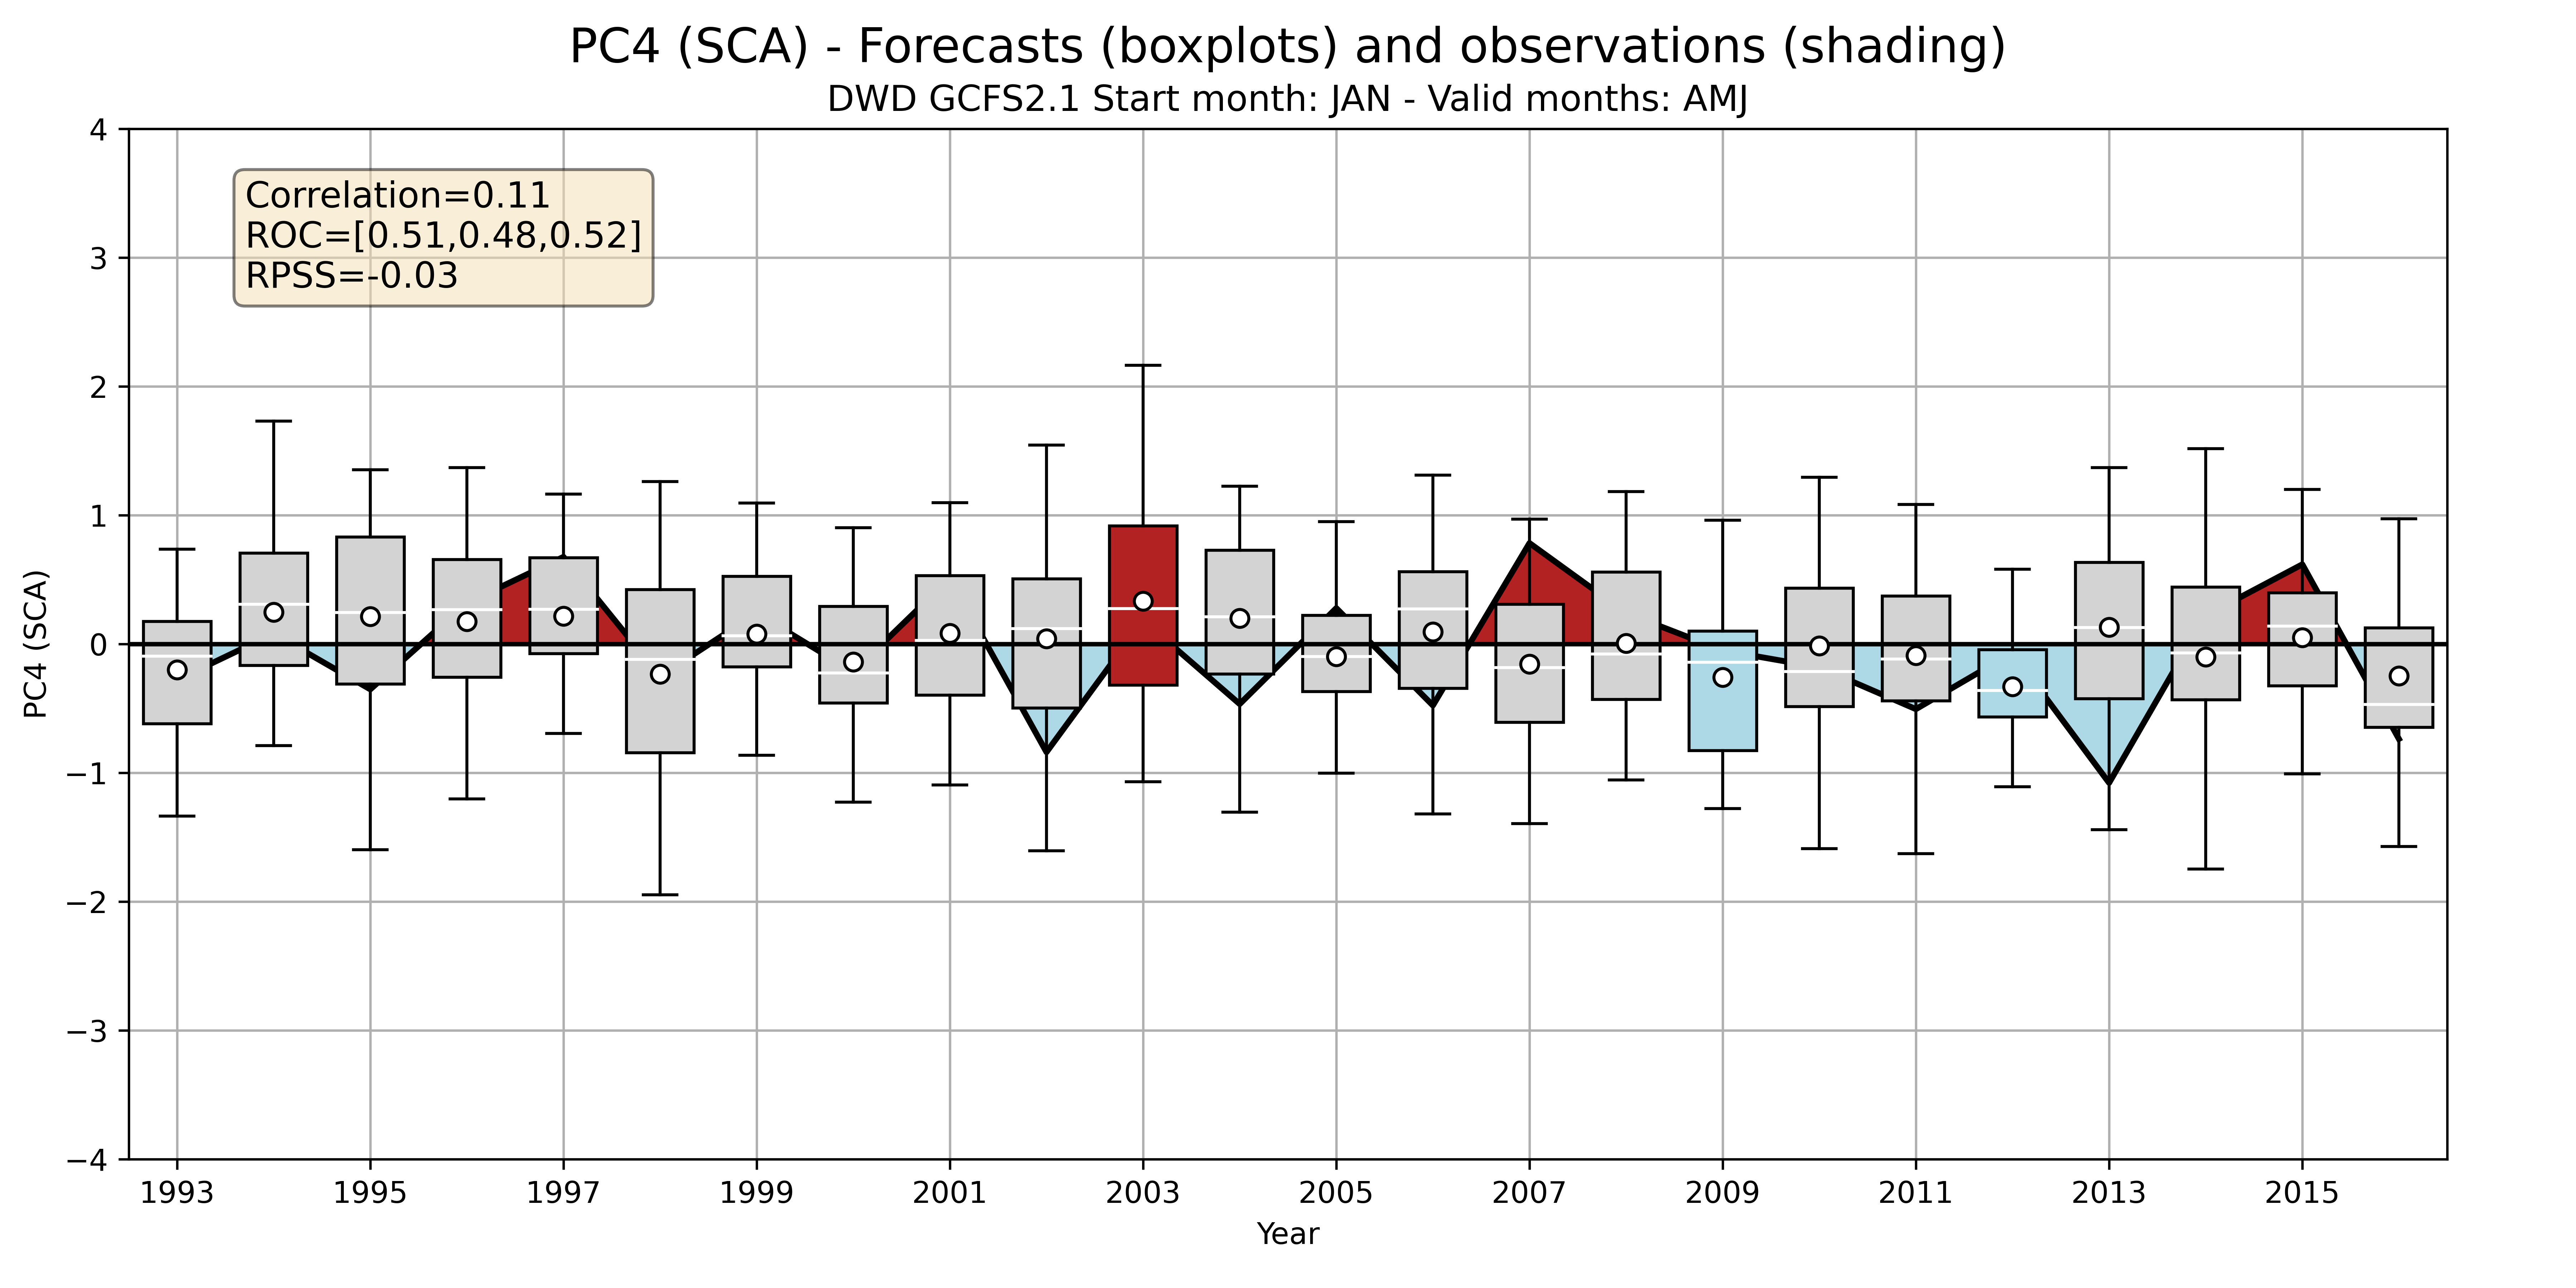 PC4 (SCA) - Forecasts (boxplots) and observations (shading)
DWD GCFS2.1 Start month: JAN - Valid months: AMJ
Correlation=0.11
ROC=[0.51,0.48,0.52]
RPSS=-0.03
PC4 (SCA)
4
3
2
1
0
−1
−2
−3
−4
1993 1995 1997 1999 2001 2003 2005 2007 2009 2011 2013 2015
Year